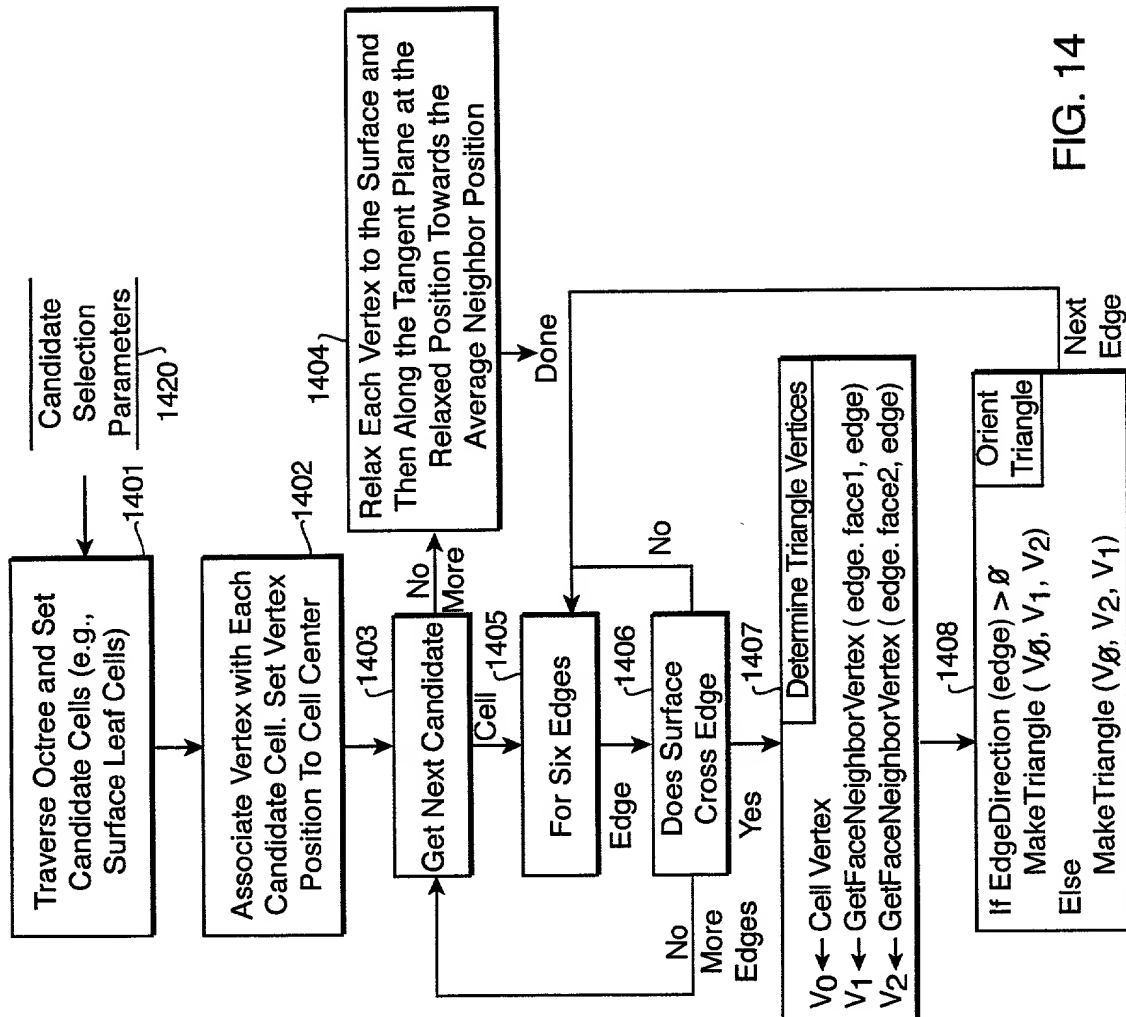 Candidate
Selection
Parameters
1420
1401
Traverse Octree and Set
Candidate Cells (e.g.,
Surface Leaf Cells)
1402
Associate Vertex with Each
Candidate Cell. Set Vertex
Position To Cell Center
1403
Get Next Candidate
No
More
1404
Relax Each Vertex to the Surface and
Then Along the Tangent Plane at the
Relaxed Position Towards the
Average Neighbor Position
Done
Cell
1405
For Six Edges
Edge
1406
Does Surface
Cross Edge
No
No
More
Edges
Yes
1407
Determine Triangle Vertices
V0 ← Cell Vertex
V1 ← GetFaceNeighborVertex ( edge. face1, edge)
V2 ← GetFaceNeighborVertex ( edge. face2, edge)
1408
Orient
Triangle
If EdgeDirection (edge) > Ø
MakeTriangle ( VØ, V1, V2)
Else
MakeTriangle (VØ, V2, V1)
Next
Edge
FIG. 14